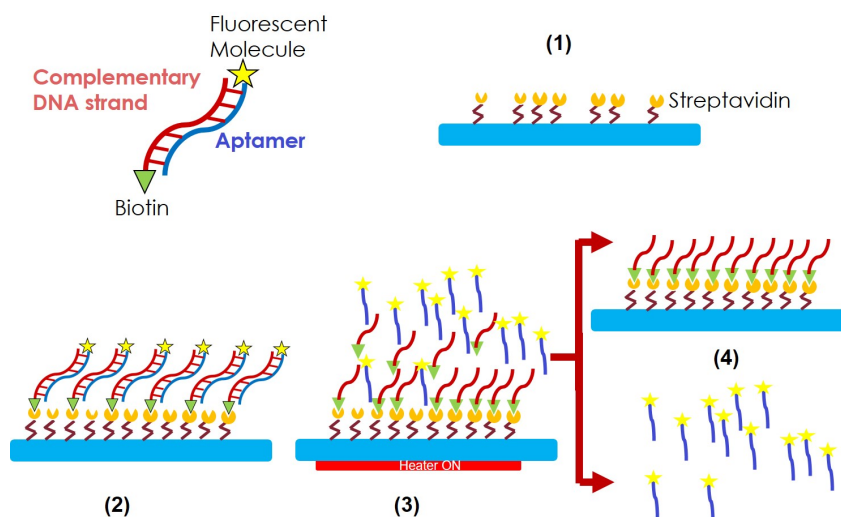 Fluorescent
Molecule
Complementary
DNA strand
Aptamer
Biotin
(1)
Streptavidin
(2)
Heater ON
(3)
(4)